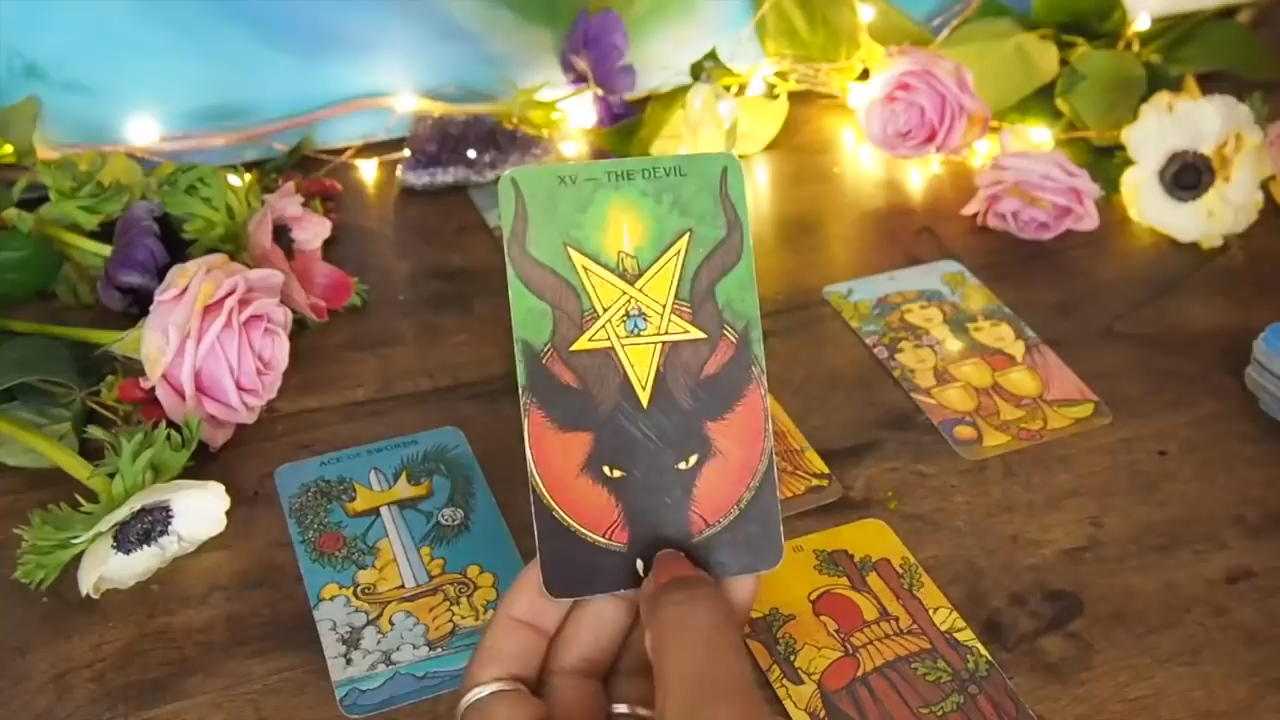 XV — THE DEVIL
ACE OF SWORDS
III